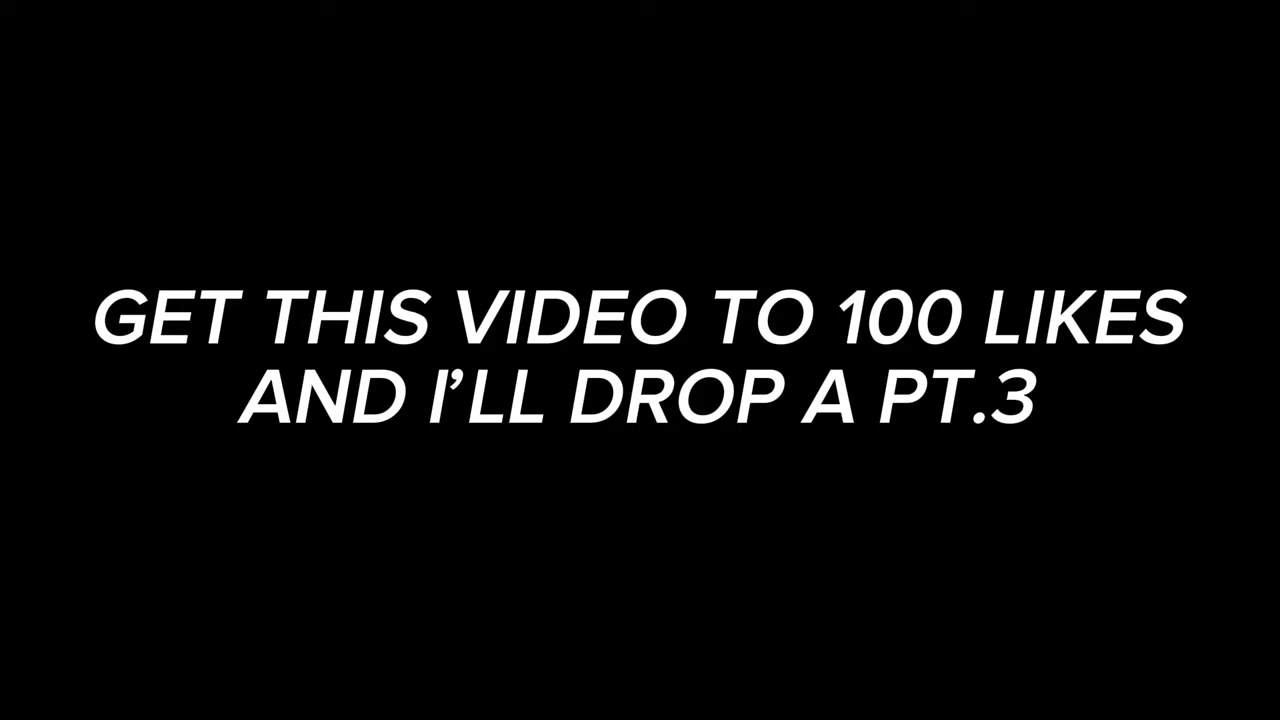 GET THIS VIDEO TO 100 LIKES
AND I’LL DROP A PT.3